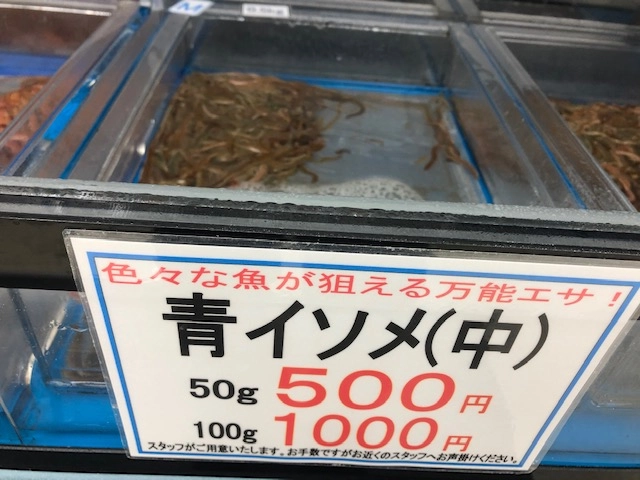 M
色々な魚が狙える万能エサ!
青イソメ(中)
50g 500円
100g 1000円
スタッフがご用意いたします。お手数ですがお近くのスタッフへお声掛けください。